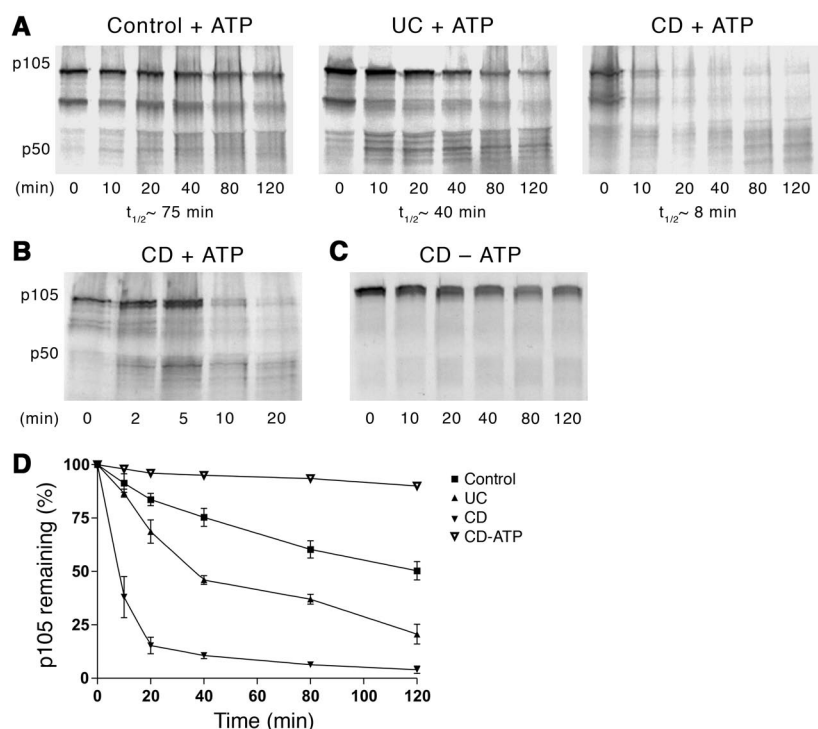 A
Control + ATP
UC + ATP
CD + ATP
p105
p50
(min) 0 10 20 40 80 120
0 10 20 40 80 120
0 10 20 40 80 120
t1/2~ 75 min
t1/2~ 40 min
t1/2~ 8 min
B
CD + ATP
C
CD – ATP
p105
p50
(min) 0 2 5 10 20
0 10 20 40 80 120
D
p105 remaining (%)
100
75
50
25
0
0 20 40 60 80 100 120
Time (min)
Control
UC
CD
CD-ATP